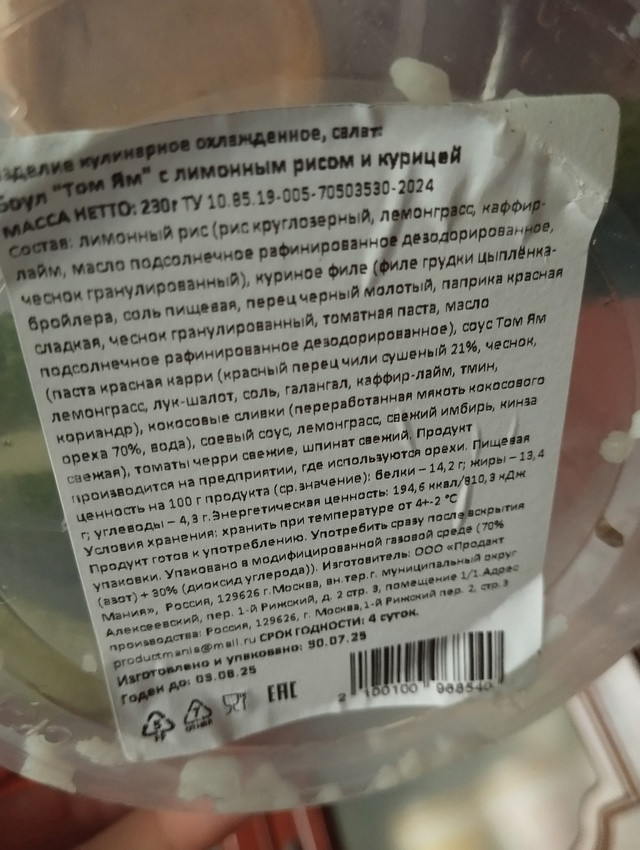 изделие кулинарное охлажденное, салат:
Боул "Том Ям" с лимонным рисом и курицей
МАССА НЕТТО: 230г ТУ 10.85.19-005-70503530-2024
Состав: лимонный рис (рис круглозерный, лемонграсс, каффир-
лайм, масло подсолнечное рафинированное дезодорированное,
чеснок гранулированный), куриное филе (филе грудки цыплёнка-
бройлера, соль пищевая, перец черный молотый, паприка красная
сладкая, чеснок гранулированный, томатная паста, масло
подсолнечное рафинированное дезодорированное), соус Том Ям
(паста красная карри (красный перец чили сушеный 21%, чеснок,
лемонграсс, лук-шалот, соль, галангал, каффир-лайм, тмин,
кориандр), кокосовые сливки (переработанная мякоть кокосового
ореха 70%, вода), соевый соус, лемонграсс, свежий имбирь, кинза
свежая), томаты черри свежие, шпинат свежий. Продукт
производится на предприятии, где используются орехи. Пищевая
ценность на 100 г продукта (ср.значение): белки – 14,2 г; жиры – 13,4
г; углеводы – 4,3 г. Энергетическая ценность: 194,6 ккал/810,3 кДж
Условия хранения: хранить при температуре от 4+-2 °С
Продукт готов к употреблению. Употребить сразу после вскрытия
упаковки. Упаковано в модифицированной газовой среде (70%
(азот) + 30% (диоксид углерода)). Изготовитель: ООО «Продакт
Мания», Россия, 129626 г.Москва, вн.тер.г. муниципальный округ
Алексеевский, пер. 1-й Рижский, д. 2 стр. 3, помещение 1/1.Адрес
производства: Россия, 129626, г. Москва,1-й Рижский пер. 2, стр.3
productmania@mail.ru СРОК ГОДНОСТИ: 4 суток.
Изготовлено и упаковано: 30.07.25
Годен до: 03.08.25
EAC
2 100100 988540
5
PP
7